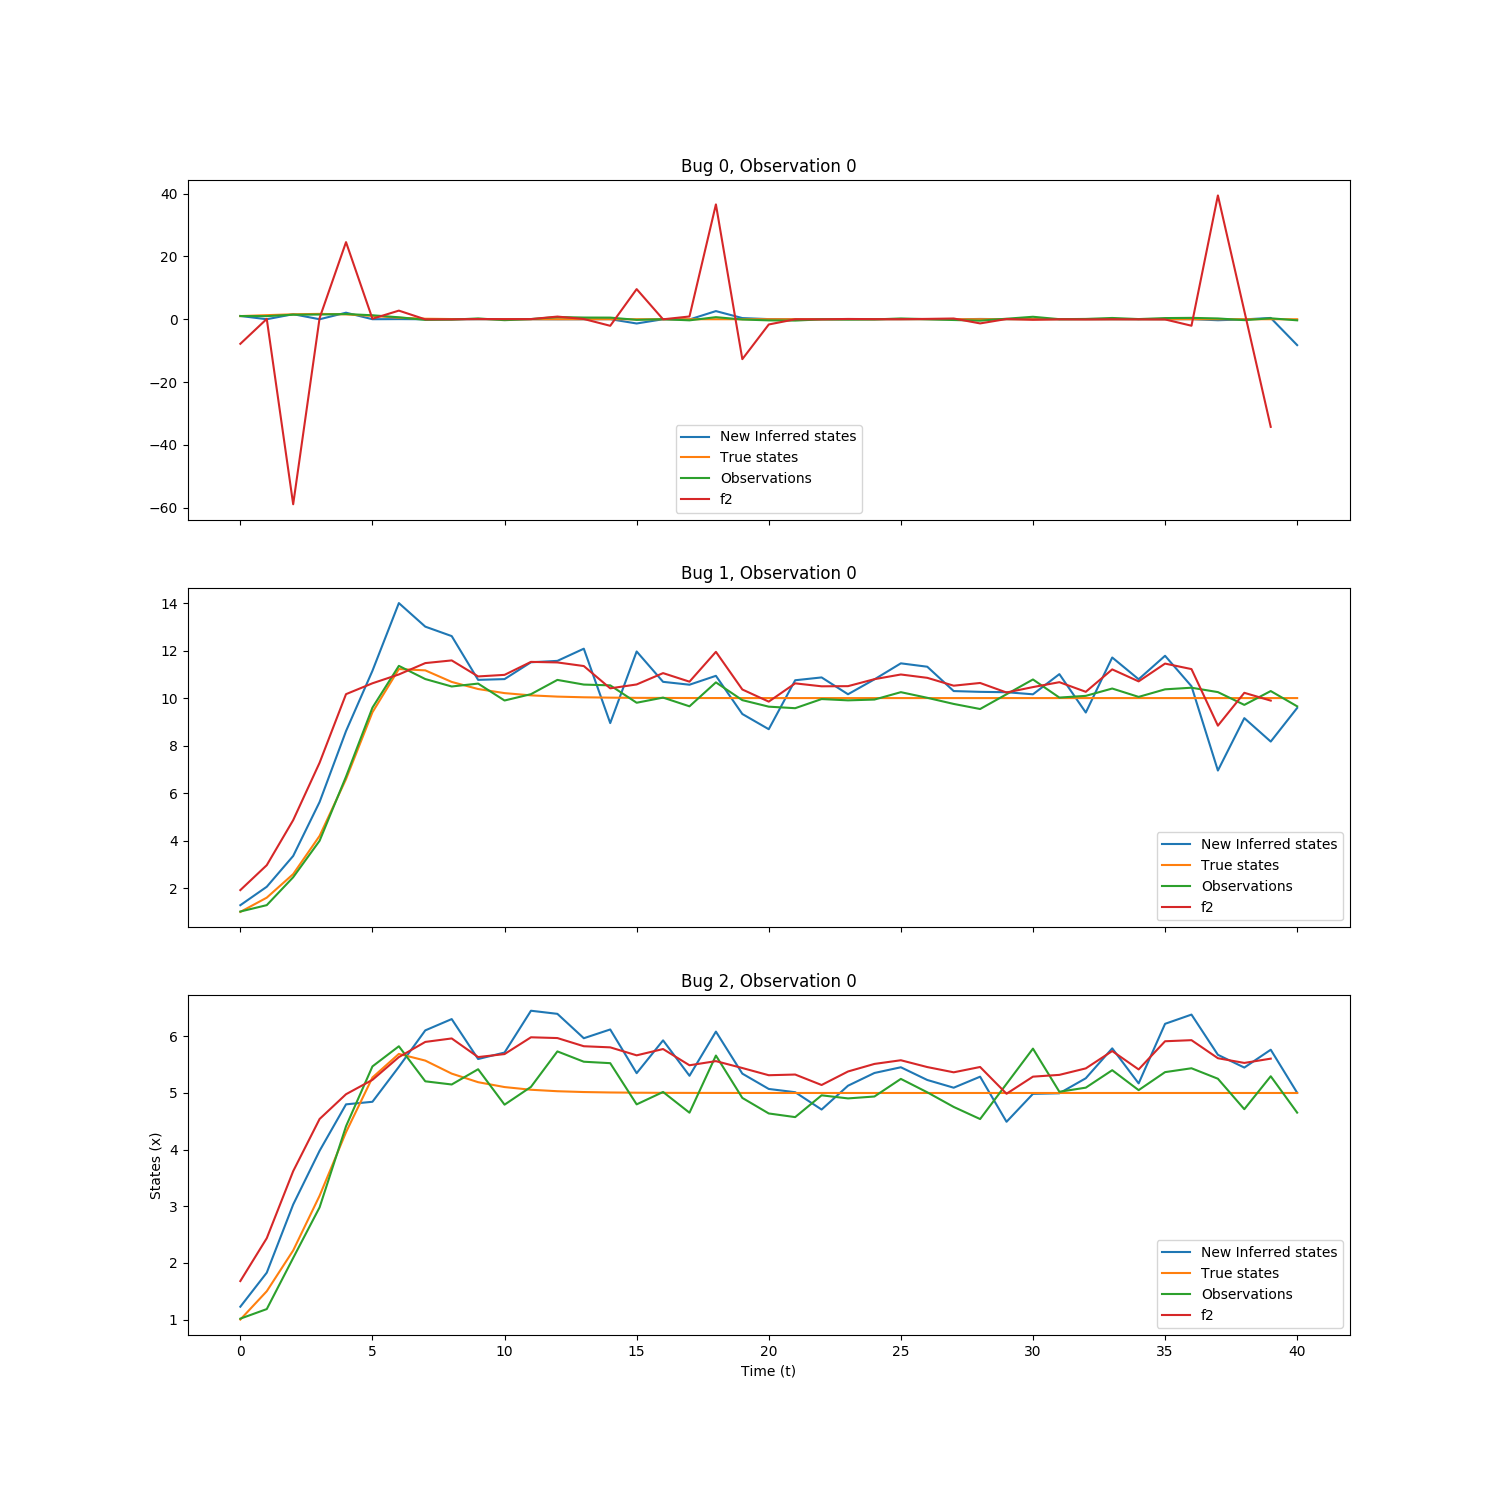 Bug 0, Observation 0
40
20
0
−20
−40
−60
New Inferred states
True states
Observations
f2
Bug 1, Observation 0
14
12
10
8
6
4
2
New Inferred states
True states
Observations
f2
Bug 2, Observation 0
6
5
4
3
2
1
States (x)
New Inferred states
True states
Observations
f2
0 5 10 15 20 25 30 35 40
Time (t)